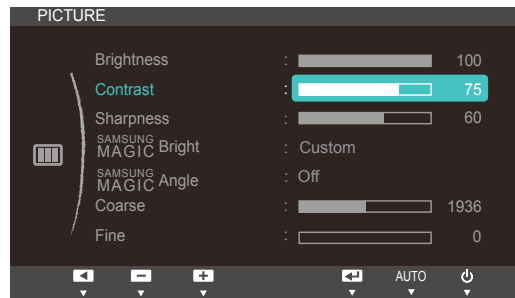 PICTURE
Brightness : 100
Contrast : 75
Sharpness : 60
SAMSUNG MAGIC Bright : Custom
SAMSUNG MAGIC Angle : Off
Coarse : 1936
Fine : 0
AUTO